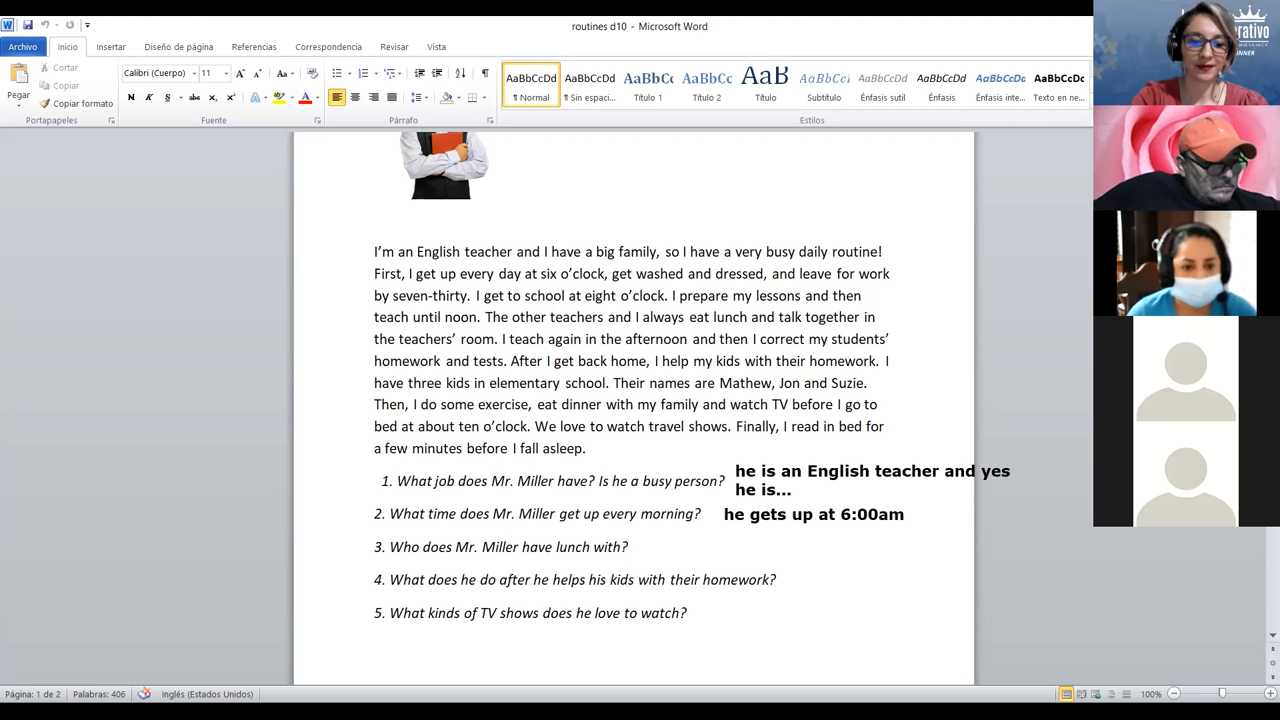 routines d10 - Microsoft Word
Archivo Inicio Insertar Diseño de página Referencias Correspondencia Revisar Vista
Pegar
Cortar
Copiar
Copiar formato
Calibri (Cuerpo) 11
N K S abc x₂ x² A
AaBbCcDd AaBbCcDd AaBbCc AaBbCc AaB AaBbCcI AaBbCcDd AaBbCcDd AaBbCcDd AaBbCcDc
¶ Normal ¶ Sin espaci... Título 1 Título 2 Título Subtítulo Énfasis sutil Énfasis Énfasis inte... Texto en ne...
Portapapeles Fuente Párrafo Estilos
I’m an English teacher and I have a big family, so I have a very busy daily routine!
First, I get up every day at six o’clock, get washed and dressed, and leave for work
by seven-thirty. I get to school at eight o’clock. I prepare my lessons and then
teach until noon. The other teachers and I always eat lunch and talk together in
the teachers’ room. I teach again in the afternoon and then I correct my students’
homework and tests. After I get back home, I help my kids with their homework. I
have three kids in elementary school. Their names are Mathew, Jon and Suzie.
Then, I do some exercise, eat dinner with my family and watch TV before I go to
bed at about ten o’clock. We love to watch travel shows. Finally, I read in bed for
a few minutes before I fall asleep.
1. What job does Mr. Miller have? Is he a busy person?
he is an English teacher and yes
he is...
2. What time does Mr. Miller get up every morning? he gets up at 6:00am
3. Who does Mr. Miller have lunch with?
4. What does he do after he helps his kids with their homework?
5. What kinds of TV shows does he love to watch?
Página: 1 de 2 Palabras: 406 Inglés (Estados Unidos) 100%